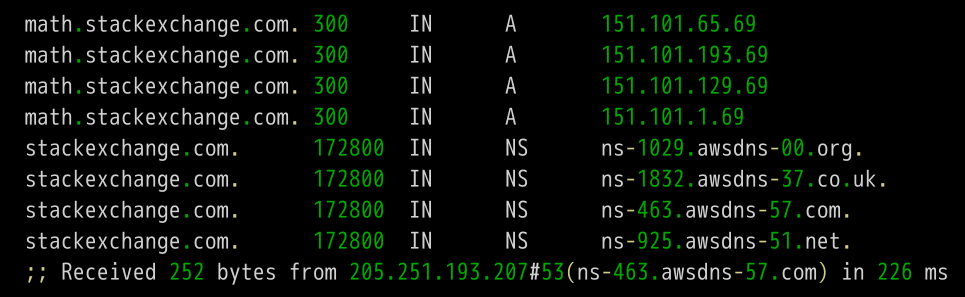 math.stackexchange.com. 300 IN A 151.101.65.69
math.stackexchange.com. 300 IN A 151.101.193.69
math.stackexchange.com. 300 IN A 151.101.129.69
math.stackexchange.com. 300 IN A 151.101.1.69
stackexchange.com. 172800 IN NS ns-1029.awsdns-00.org.
stackexchange.com. 172800 IN NS ns-1832.awsdns-37.co.uk.
stackexchange.com. 172800 IN NS ns-463.awsdns-57.com.
stackexchange.com. 172800 IN NS ns-925.awsdns-51.net.
;; Received 252 bytes from 205.251.193.207#53(ns-463.awsdns-57.com) in 226 ms